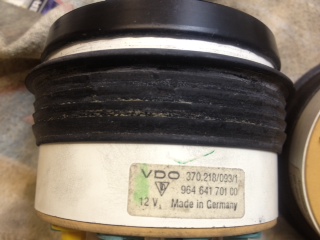 VDO 370.218/093/1
964 641 701 00
12 V. Made in Germany